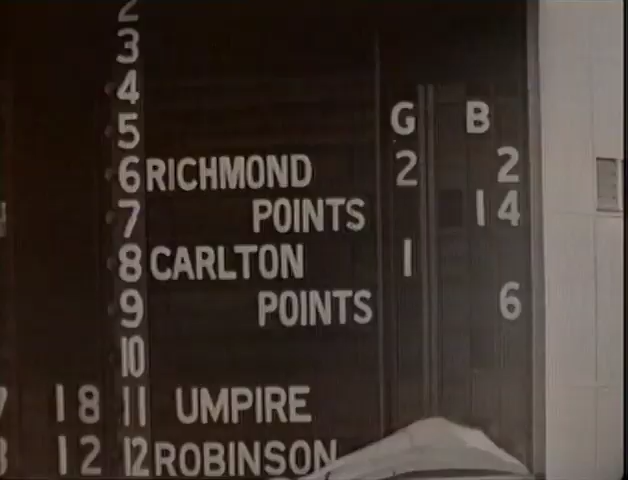 2
3
4
5 G B
6 RICHMOND 2 2
7 POINTS 14
8 CARLTON 1
9 POINTS 6
10
18 11 UMPIRE
12 12 ROBINSON